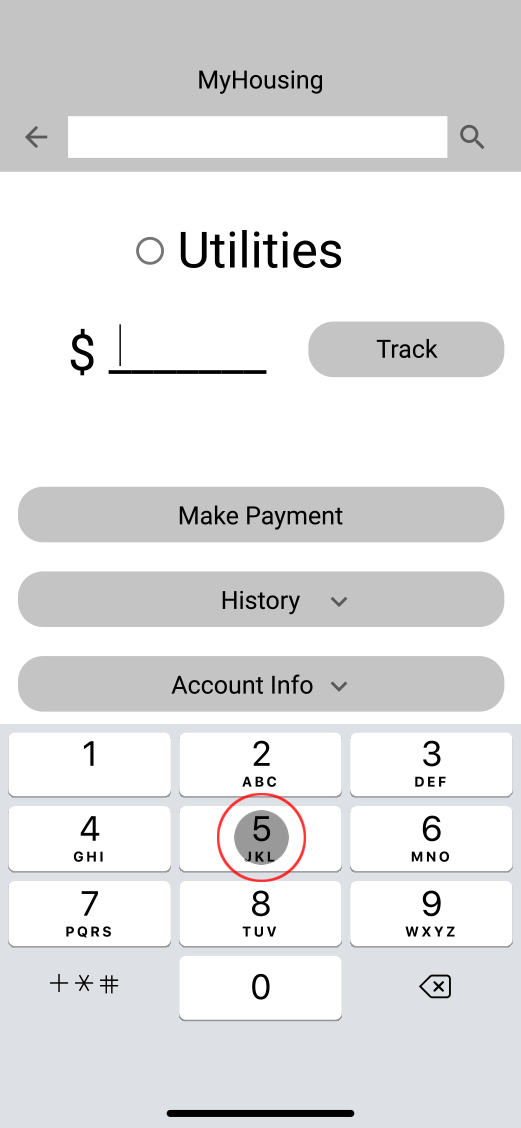 MyHousing
Utilities
$ _______ Track
Make Payment
History
Account Info
1 2 3
ABC DEF
4 5 6
GHI JKL MNO
7 8 9
PQRS TUV WXYZ
+*# 0